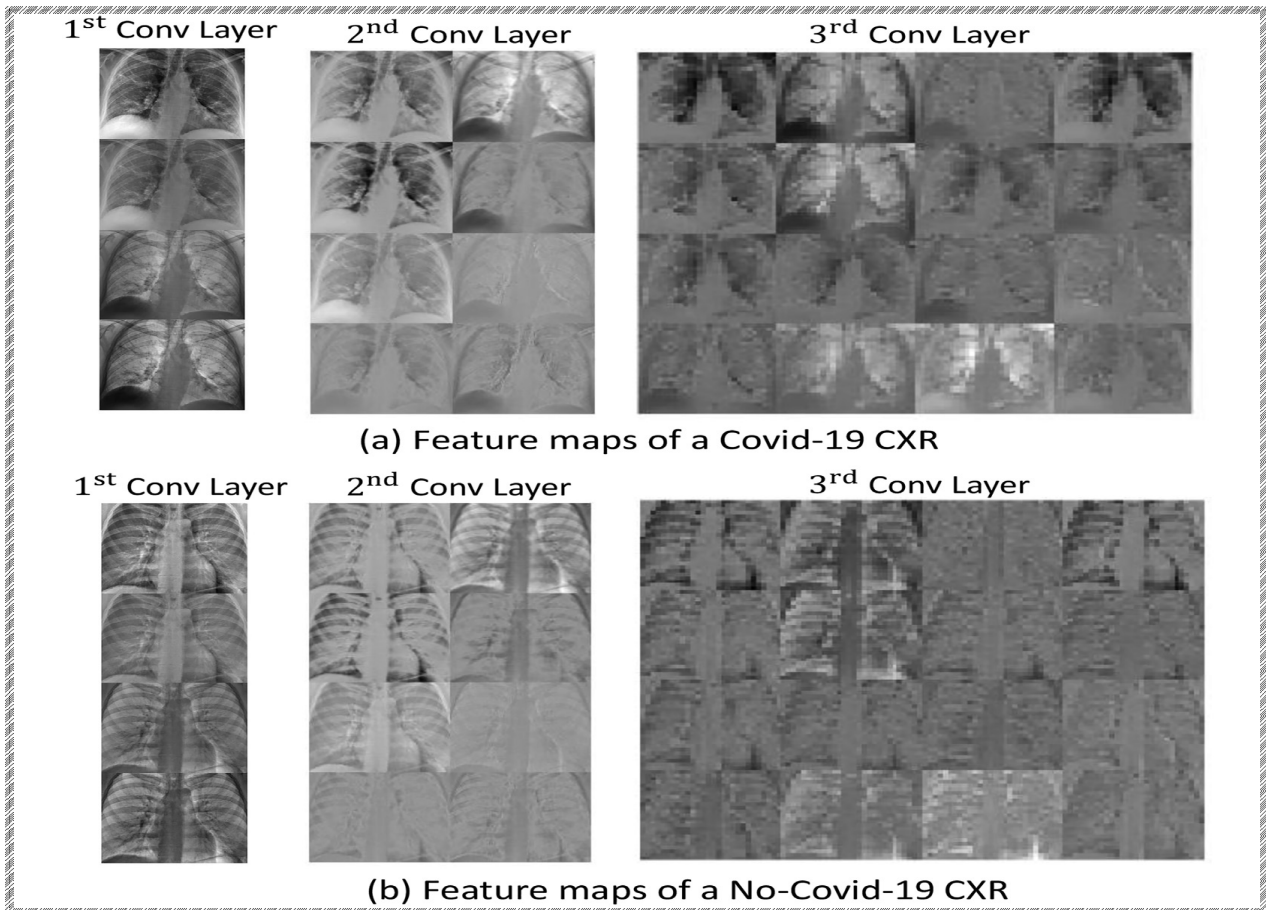 1st Conv Layer
2nd Conv Layer
3rd Conv Layer
(a) Feature maps of a Covid-19 CXR
1st Conv Layer
2nd Conv Layer
3rd Conv Layer
(b) Feature maps of a No-Covid-19 CXR